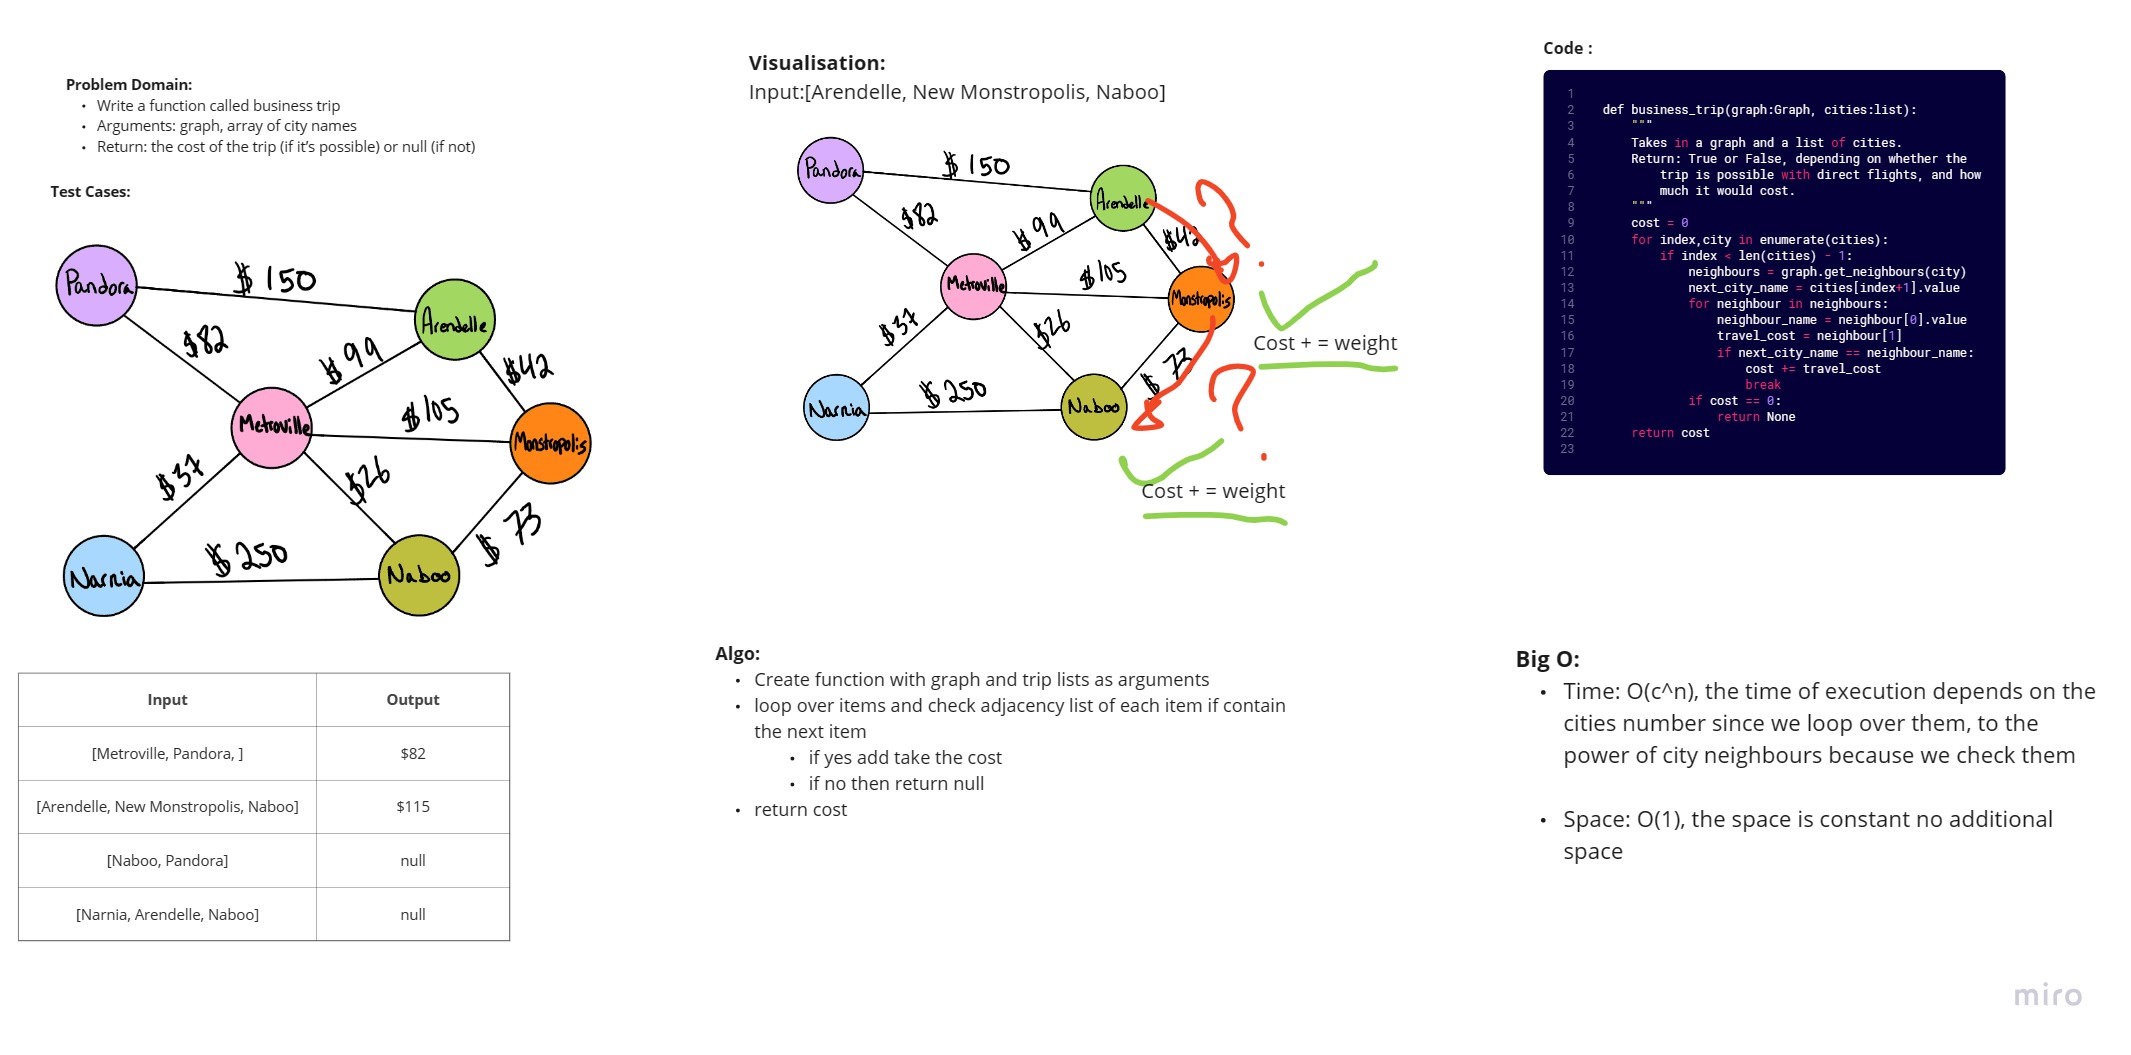 Problem Domain:
• Write a function called business trip
• Arguments: graph, array of city names
• Return: the cost of the trip (if it's possible) or null (if not)
Test Cases:
Pandora
$ 150
Arendelle
$82
$99
$42
Metroville
$105
Monstropolis
$37
$26
$ 73
Narnia
$ 250
Naboo
Input Output
[Metroville, Pandora, ] $82
[Arendelle, New Monstropolis, Naboo] $115
[Naboo, Pandora] null
[Narnia, Arendelle, Naboo] null
Visualisation:
Input:[Arendelle, New Monstropolis, Naboo]
Pandora
$ 150
Arendelle
?
$82
$99
$42
Metroville
$105
Monstropolis
$37
$26
Cost + = weight
$ 73
?
Narnia
$ 250
Naboo
Cost + = weight
Algo:
• Create function with graph and trip lists as arguments
• loop over items and check adjacency list of each item if contain
the next item
• if yes add take the cost
• if no then return null
• return cost
Code :
1
2 def business_trip(graph:Graph, cities:list):
3 """
4 Takes in a graph and a list of cities.
5 Return: True or False, depending on whether the
6 trip is possible with direct flights, and how
7 much it would cost.
8 """
9 cost = 0
10 for index,city in enumerate(cities):
11 if index < len(cities) - 1:
12 neighbours = graph.get_neighbours(city)
13 next_city_name = cities[index+1].value
14 for neighbour in neighbours:
15 neighbour_name = neighbour[0].value
16 travel_cost = neighbour[1]
17 if next_city_name == neighbour_name:
18 cost += travel_cost
19 break
20 if cost == 0:
21 return None
22 return cost
23
Big O:
• Time: O(c^n), the time of execution depends on the
cities number since we loop over them, to the
power of city neighbours because we check them
• Space: O(1), the space is constant no additional
space
miro